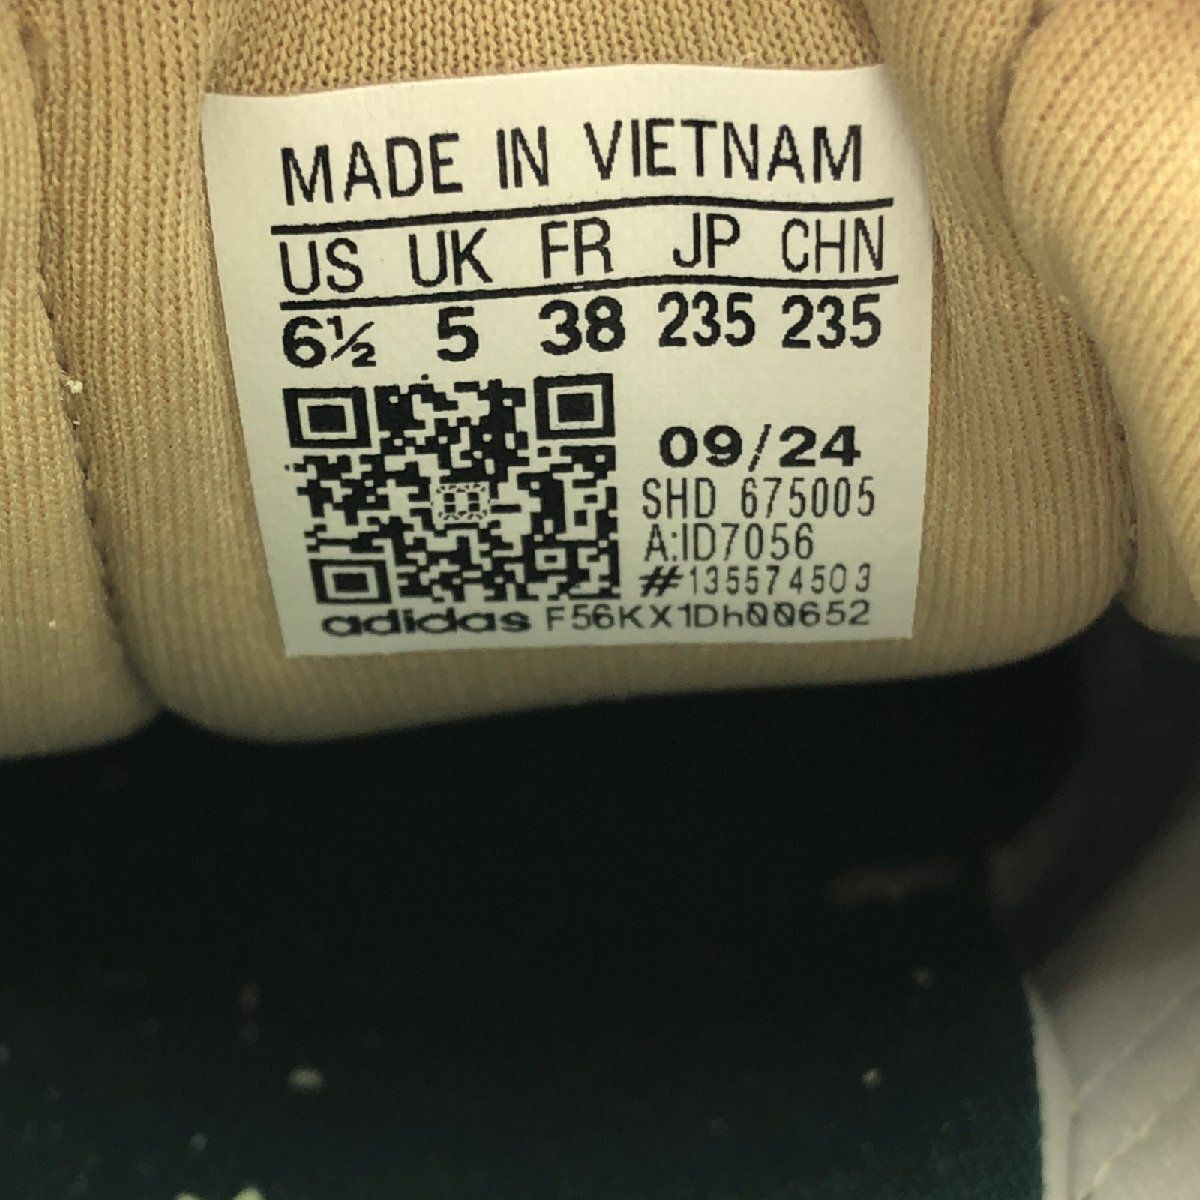 MADE IN VIETNAM
US UK FR JP CHN
6½ 5 38 235 235
09/24
SHD 675005
A:ID7056
#135574503
adidas F56KX1Dh00652